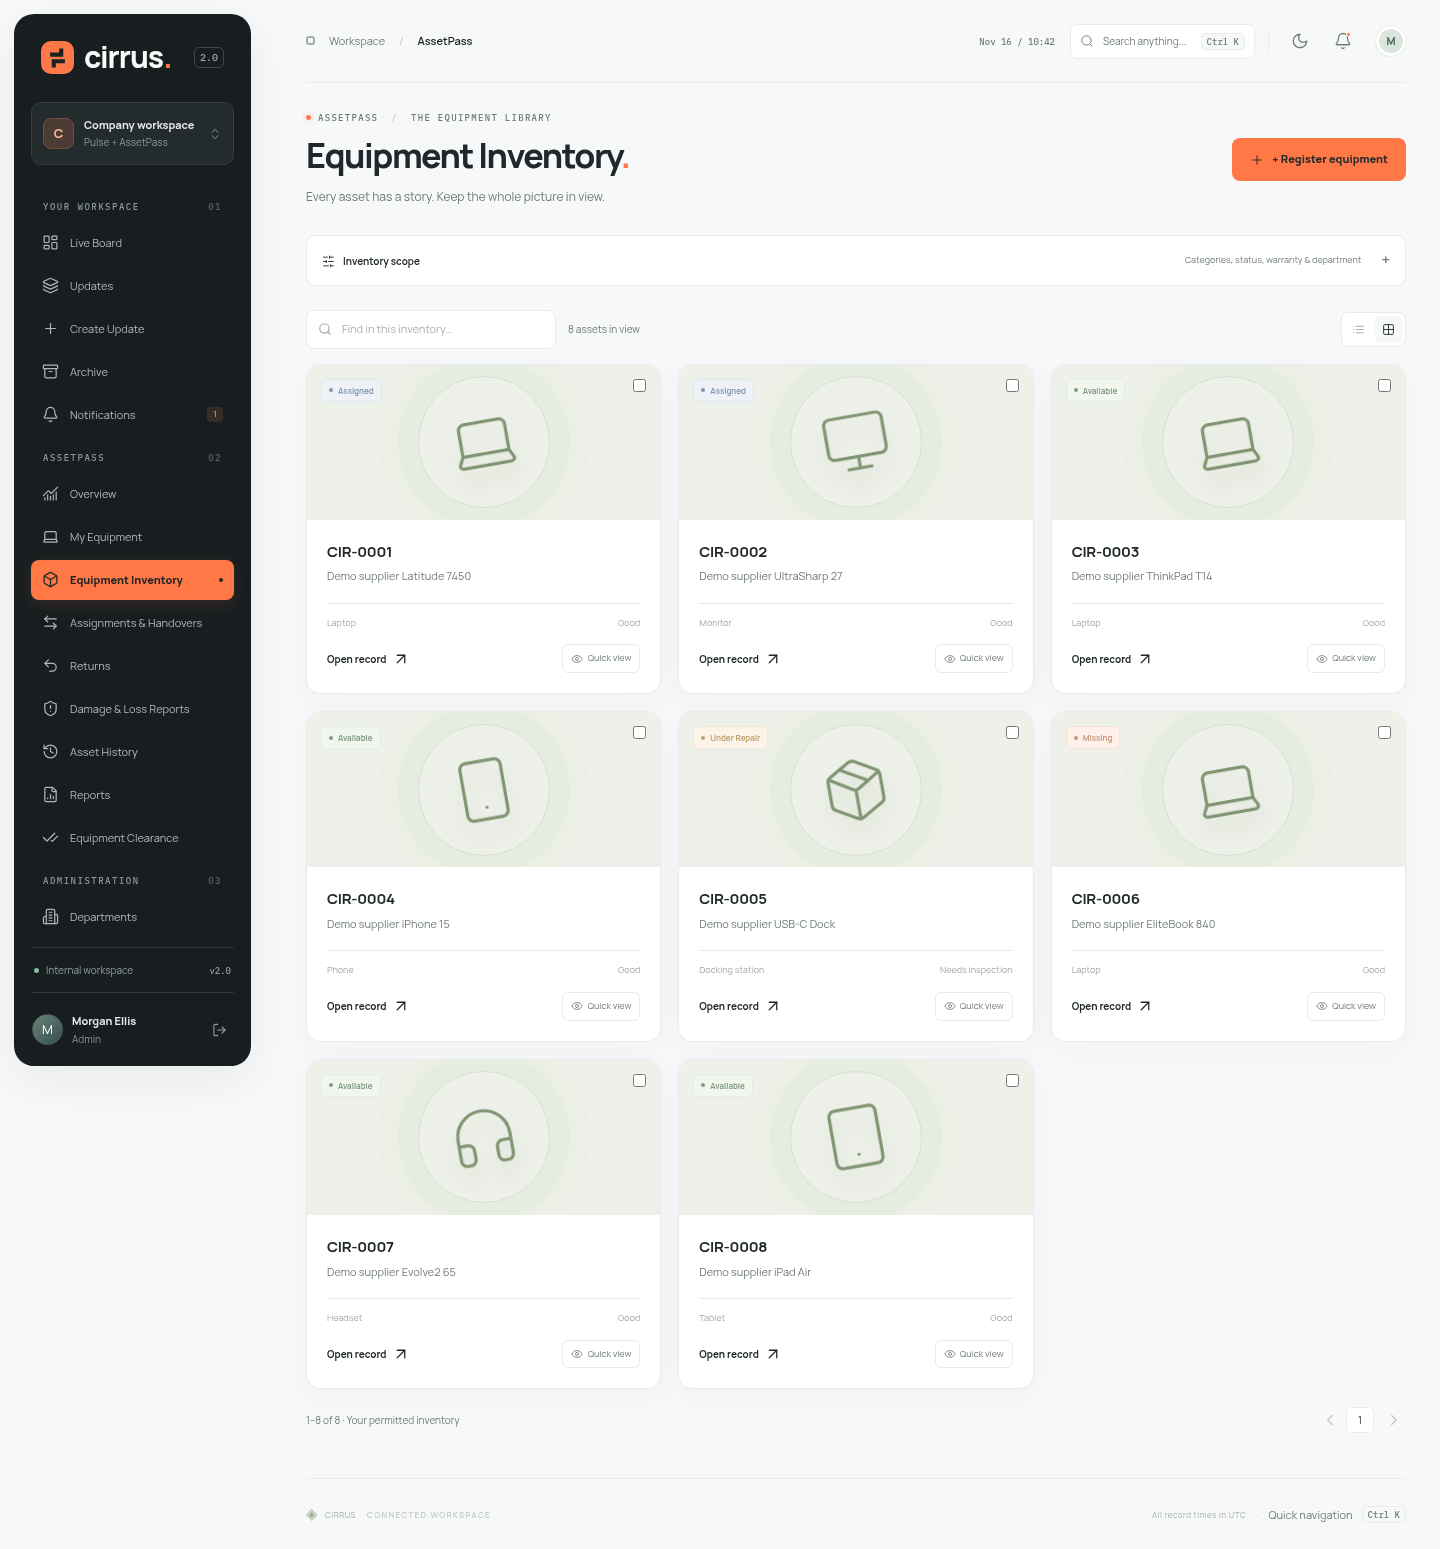 cirrus.
2.0
C
Company workspace
Pulse + AssetPass
YOUR WORKSPACE 01
Live Board
Updates
Create Update
Archive
Notifications 1
ASSETPASS 02
Overview
My Equipment
Equipment Inventory
Assignments & Handovers
Returns
Damage & Loss Reports
Asset History
Reports
Equipment Clearance
ADMINISTRATION 03
Departments
Internal workspace v2.0
M
Morgan Ellis
Admin
Workspace / AssetPass
Nov 16 / 10:42
Search anything... Ctrl K
M
ASSETPASS / THE EQUIPMENT LIBRARY
Equipment Inventory.
Every asset has a story. Keep the whole picture in view.
+ Register equipment
Inventory scope
Categories, status, warranty & department +
Find in this inventory...
8 assets in view
Assigned
CIR-0001
Demo supplier Latitude 7450
Laptop Good
Open record Quick view
Assigned
CIR-0002
Demo supplier UltraSharp 27
Monitor Good
Open record Quick view
Available
CIR-0003
Demo supplier ThinkPad T14
Laptop Good
Open record Quick view
Available
CIR-0004
Demo supplier iPhone 15
Phone Good
Open record Quick view
Under Repair
CIR-0005
Demo supplier USB-C Dock
Docking station Needs inspection
Open record Quick view
Missing
CIR-0006
Demo supplier EliteBook 840
Laptop Good
Open record Quick view
Available
CIR-0007
Demo supplier Evolve2 65
Headset Good
Open record Quick view
Available
CIR-0008
Demo supplier iPad Air
Tablet Good
Open record Quick view
1–8 of 8 · Your permitted inventory
1
CIRRUS CONNECTED WORKSPACE
All record times in UTC · Quick navigation Ctrl K